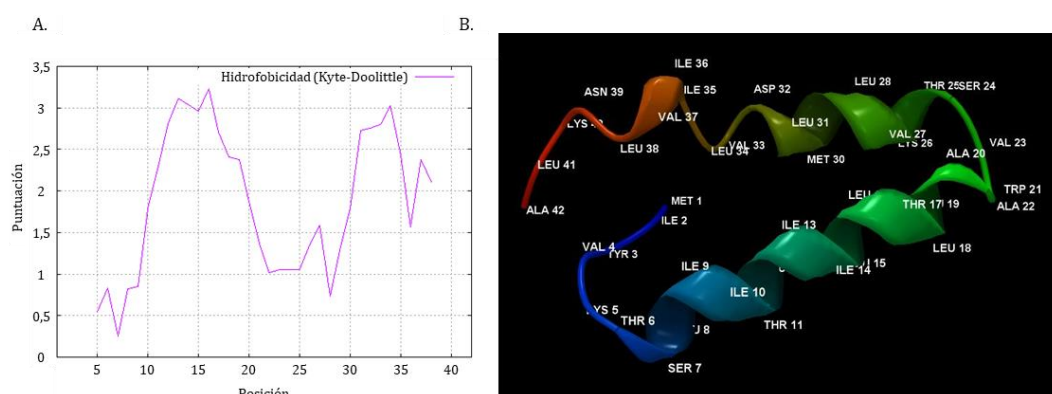 A.
B.
Hidrofobicidad (Kyte-Doolittle)
Puntuación
3,5
3
2,5
2
1,5
1
0,5
0
5
10
15
20
25
30
35
40
Posición
ILE 36
ASN 39
ILE 35
ASP 32
LEU 28
THR 25
SER 24
VAL 37
LEU 38
LEU 34
VAL 33
LEU 31
MET 30
VAL 27
LYS 26
VAL 23
LEU 41
ALA 42
ALA 20
TRP 21
ALA 22
MET 1
ILE 2
THR 17
LEU 18
VAL 4
TYR 3
ILE 13
ILE 9
ILE 14
ILE 10
THR 6
THR 11
SER 7